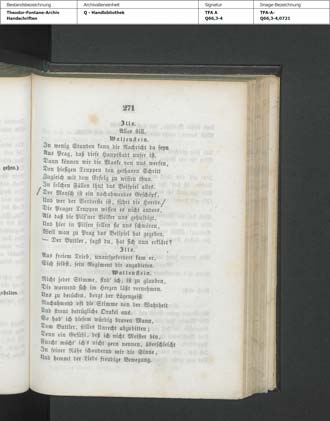 Bestandsbezeichnung
Archivalieneinheit
Signatur
Image-Bezeichnung
Theodor-Fontane-Archiv
Handschriften
Q - Handbibliothek
TFA A
Q66,3-4
TFA-A-
Q66,3-4,0721
271
Illo.
Alles still.
Wallenstein.
In wenig Stunden kann die Nachricht da seyn
Aus Prag, daß diese Hauptstadt unser ist.
Dann können wir die Maske von uns werfen,
Den hiesigen Truppen den gethanen Schritt
Zugleich mit dem Erfolg zu wissen thun.
In solchen Fällen thut das Beispiel alles.
Der Mensch ist ein nachahmendes Geschöpf,
Und wer der Vorderste ist, führt die Heerde.
Die Prager Truppen wissen es nicht anders,
Als daß die Pilsner Völker uns gehuldigt,
Und hier in Pilsen sollen sie uns schwören,
Weil man zu Prag das Beispiel hat gegeben.
— Der Buttler, sagst du, hat sich nun erklärt?
Illo.
Aus freiem Trieb, unaufgefordert kam er,
Sich selbst, sein Regiment dir anzubieten.
Wallenstein.
Nicht jeder Stimme, find' ich, ist zu glauben,
Die warnend sich im Herzen läßt vernehmen.
Uns zu berücken, borgt der Lügengeist
Nachahmend oft die Stimme von der Wahrheit
Und streut betrügliche Orakel aus.
So hab' ich diesem würdig braven Mann,
Dem Buttler, stilles Unrecht abzubitten;
Denn ein Gefühl, deß ich nicht Meister bin,
Furcht möcht' ich's nicht gern nennen, überschleicht
In seiner Nähe schaudernd mir die Sinne,
Und hemmt der Liebe freudige Bewegung.
gehen.)